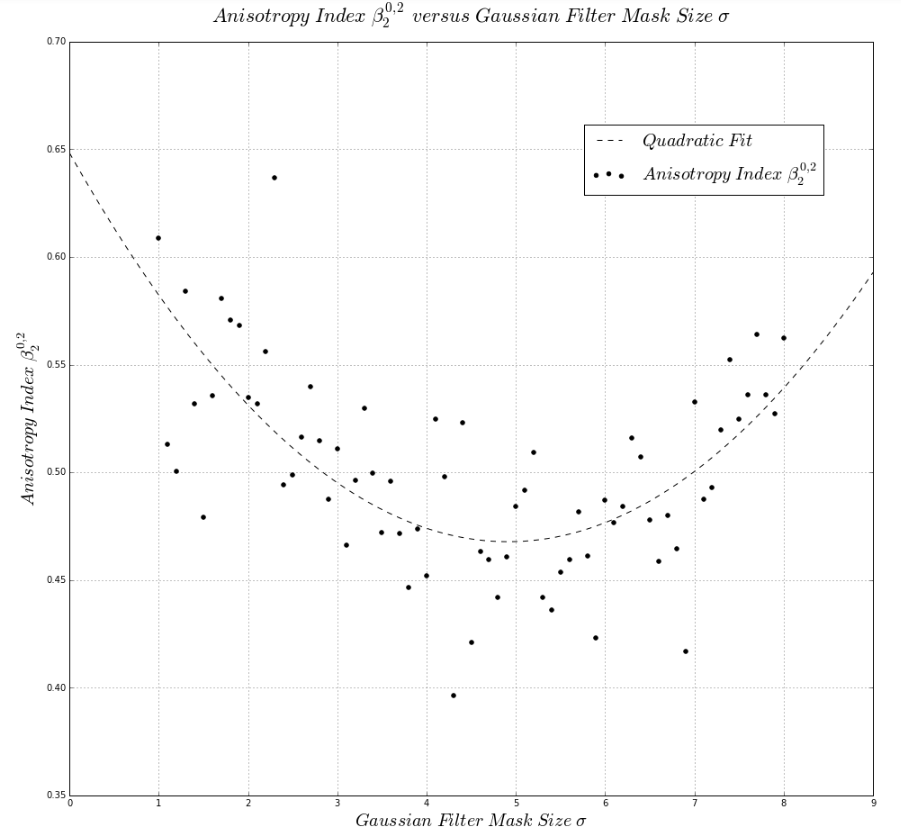 Anisotropy Index β₂^{0,2} versus Gaussian Filter Mask Size σ
0.70
0.65
0.60
0.55
0.50
0.45
0.40
0.35
Anisotropy Index β₂^{0,2}
Quadratic Fit
Anisotropy Index β₂^{0,2}
0 1 2 3 4 5 6 7 8 9
Gaussian Filter Mask Size σ